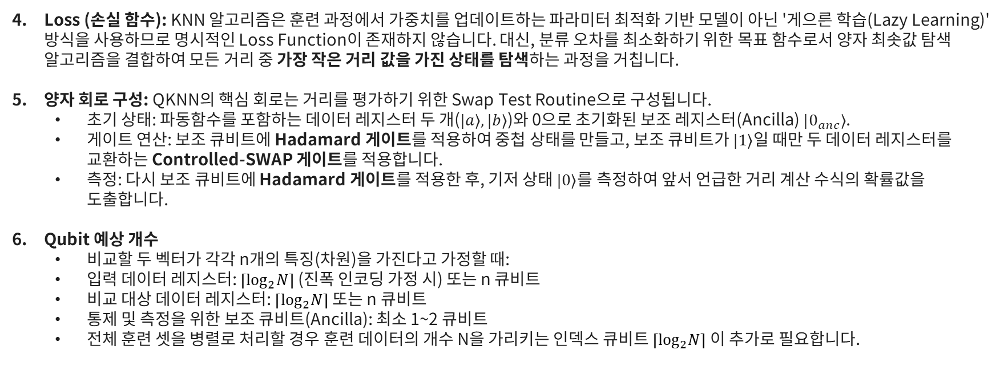 4. Loss (손실 함수): KNN 알고리즘은 훈련 과정에서 가중치를 업데이트하는 파라미터 최적화 기반 모델이 아닌 '게으른 학습(Lazy Learning)'
방식을 사용하므로 명시적인 Loss Function이 존재하지 않습니다. 대신, 분류 오차를 최소화하기 위한 목표 함수로서 양자 최솟값 탐색
알고리즘을 결합하여 모든 거리 중 가장 작은 거리 값을 가진 상태를 탐색하는 과정을 거칩니다.
5. 양자 회로 구성: QKNN의 핵심 회로는 거리를 평가하기 위한 Swap Test Routine으로 구성됩니다.
• 초기 상태: 파동함수를 포함하는 데이터 레지스터 두 개(|a⟩, |b⟩)와 0으로 초기화된 보조 레지스터(Ancilla) |0_{anc}⟩.
• 게이트 연산: 보조 큐비트에 Hadamard 게이트를 적용하여 중첩 상태를 만들고, 보조 큐비트가 |1⟩일 때만 두 데이터 레지스터를
교환하는 Controlled-SWAP 게이트를 적용합니다.
• 측정: 다시 보조 큐비트에 Hadamard 게이트를 적용한 후, 기저 상태 |0⟩를 측정하여 앞서 언급한 거리 계산 수식의 확률값을
도출합니다.
6. Qubit 예상 개수
• 비교할 두 벡터가 각각 n개의 특징(차원)을 가진다고 가정할 때:
• 입력 데이터 레지스터: ⌈log₂N⌉ (진폭 인코딩 가정 시) 또는 n 큐비트
• 비교 대상 데이터 레지스터: ⌈log₂N⌉ 또는 n 큐비트
• 통제 및 측정을 위한 보조 큐비트(Ancilla): 최소 1~2 큐비트
• 전체 훈련 셋을 병렬로 처리할 경우 훈련 데이터의 개수 N을 가리키는 인덱스 큐비트 ⌈log₂N⌉ 이 추가로 필요합니다.